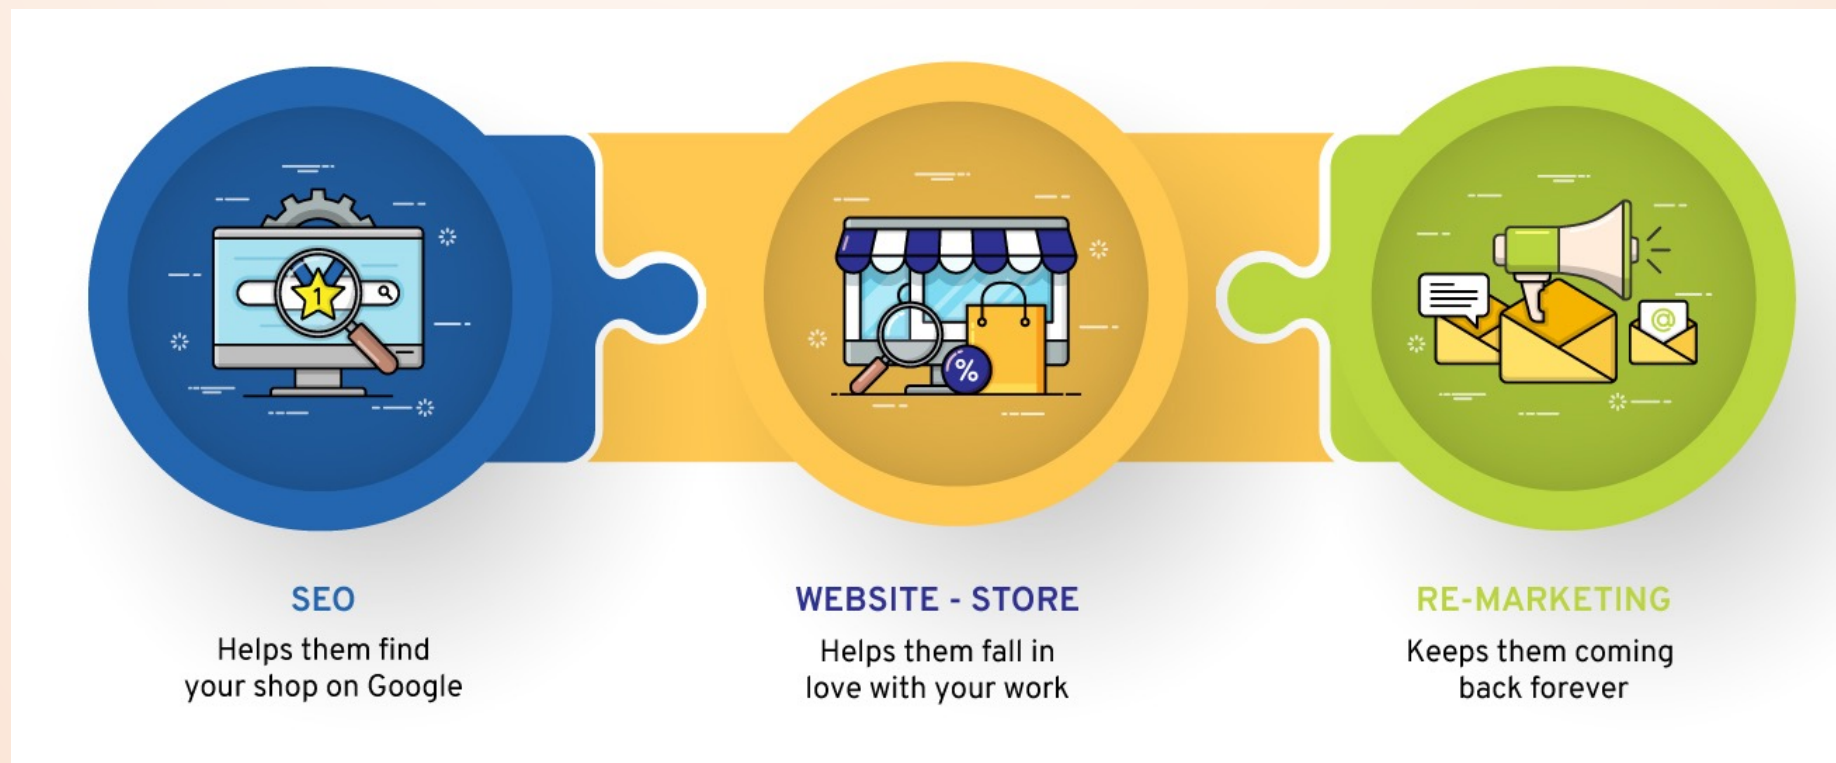 1
%
@
SEO
Helps them find
your shop on Google
WEBSITE - STORE
Helps them fall in
love with your work
RE-MARKETING
Keeps them coming
back forever